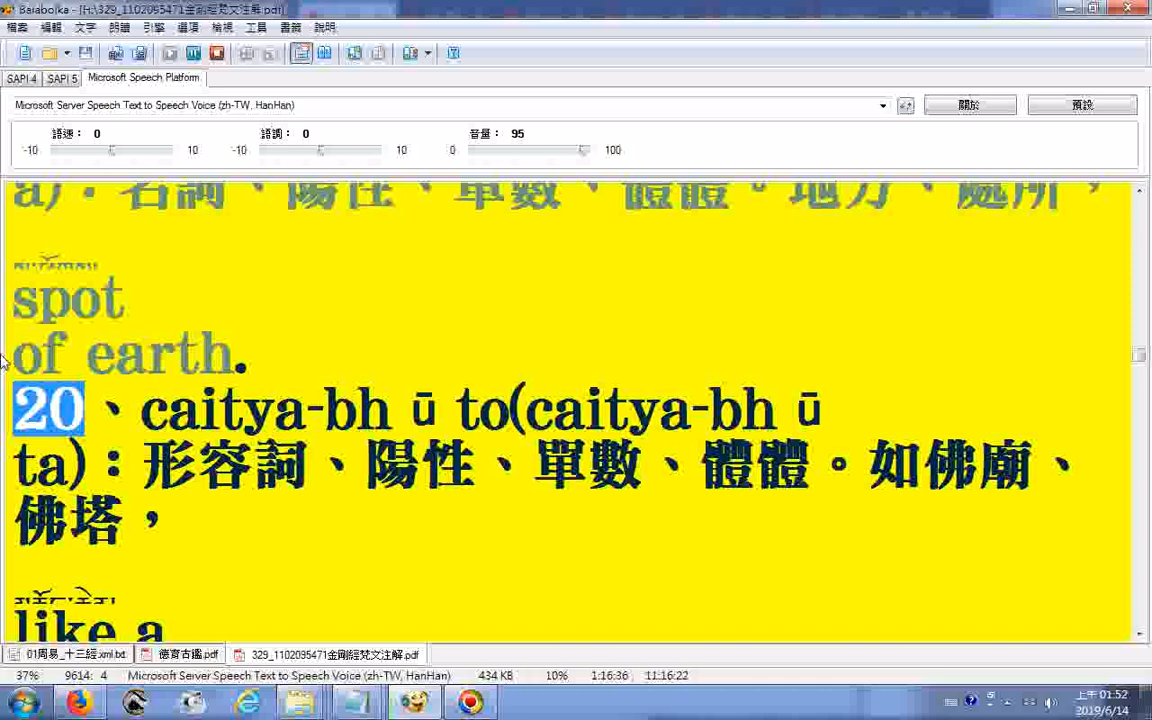 Balabolka - [H:\329_1102095471金剛經梵文注解.pdf]
檔案 編輯 文字 朗讀 引擎 選項 檢視 工具 書籤 說明
SAPI 4 SAPI 5 Microsoft Speech Platform
Microsoft Server Speech Text to Speech Voice (zh-TW, HanHan) 關於 預設
語速： 0 語調： 0 音量： 95
-10 10 -10 10 0 100
a)：名詞、陽性、單數、體體。地方、處所，
spot
of earth.
20、caitya-bh ū to(caitya-bh ū
ta)：形容詞、陽性、單數、體體。如佛廟、
佛塔，
like a
01周易_十三經.xml.txt 德育古鑑.pdf 329_1102095471金剛經梵文注解.pdf
37% 9614: 4 Microsoft Server Speech Text to Speech Voice (zh-TW, HanHan) 434 KB 10% 1:16:36 11:16:22
上午 01:52
2019/6/14